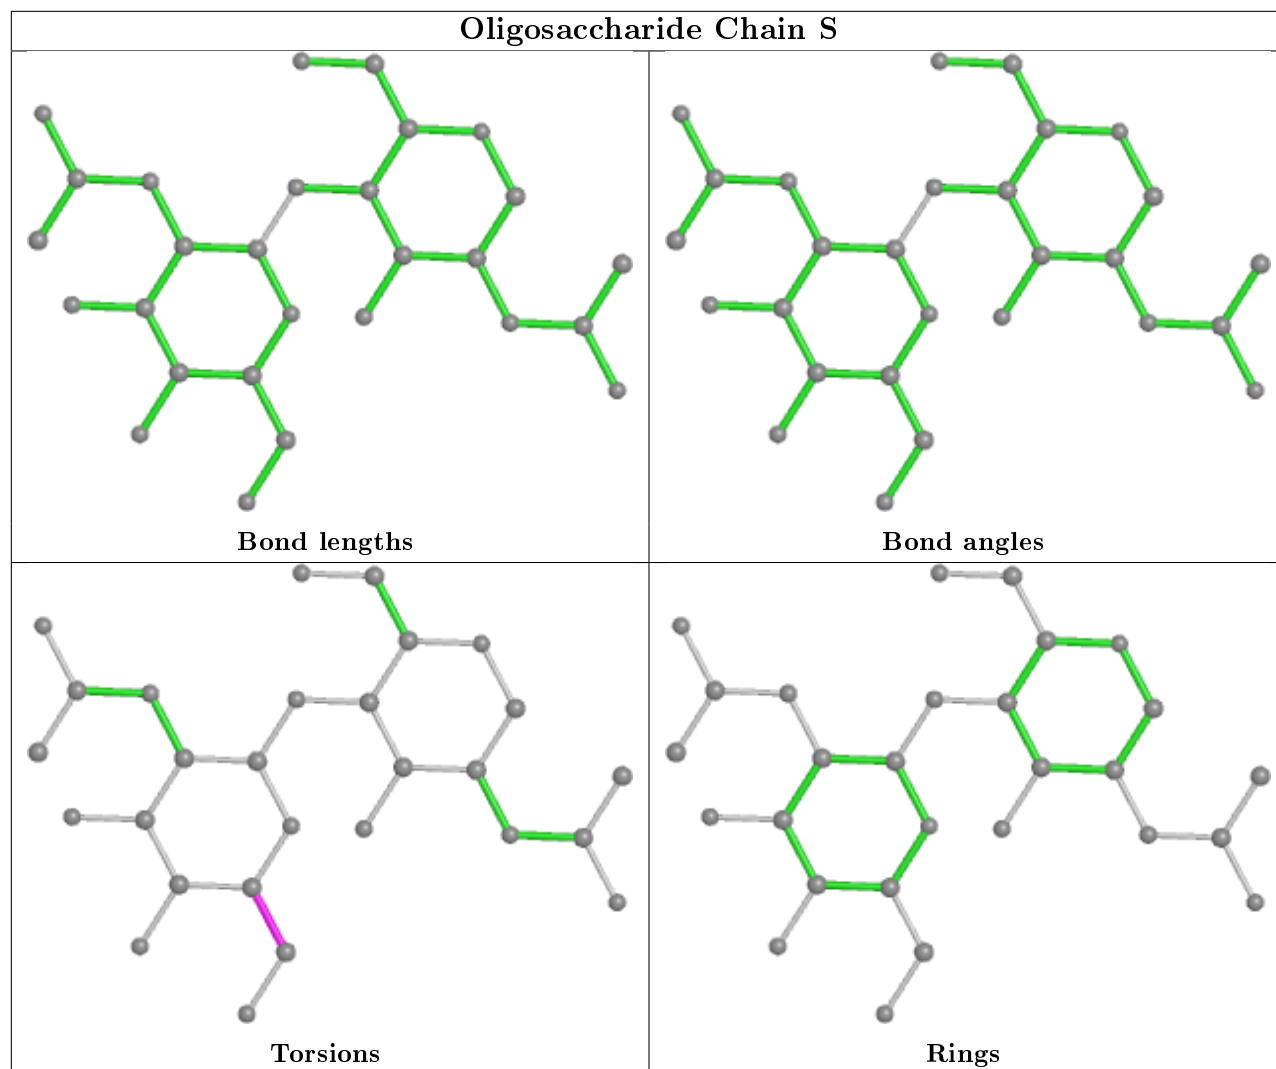 Oligosaccharide Chain S
Bond lengths
Bond angles
Torsions
Rings